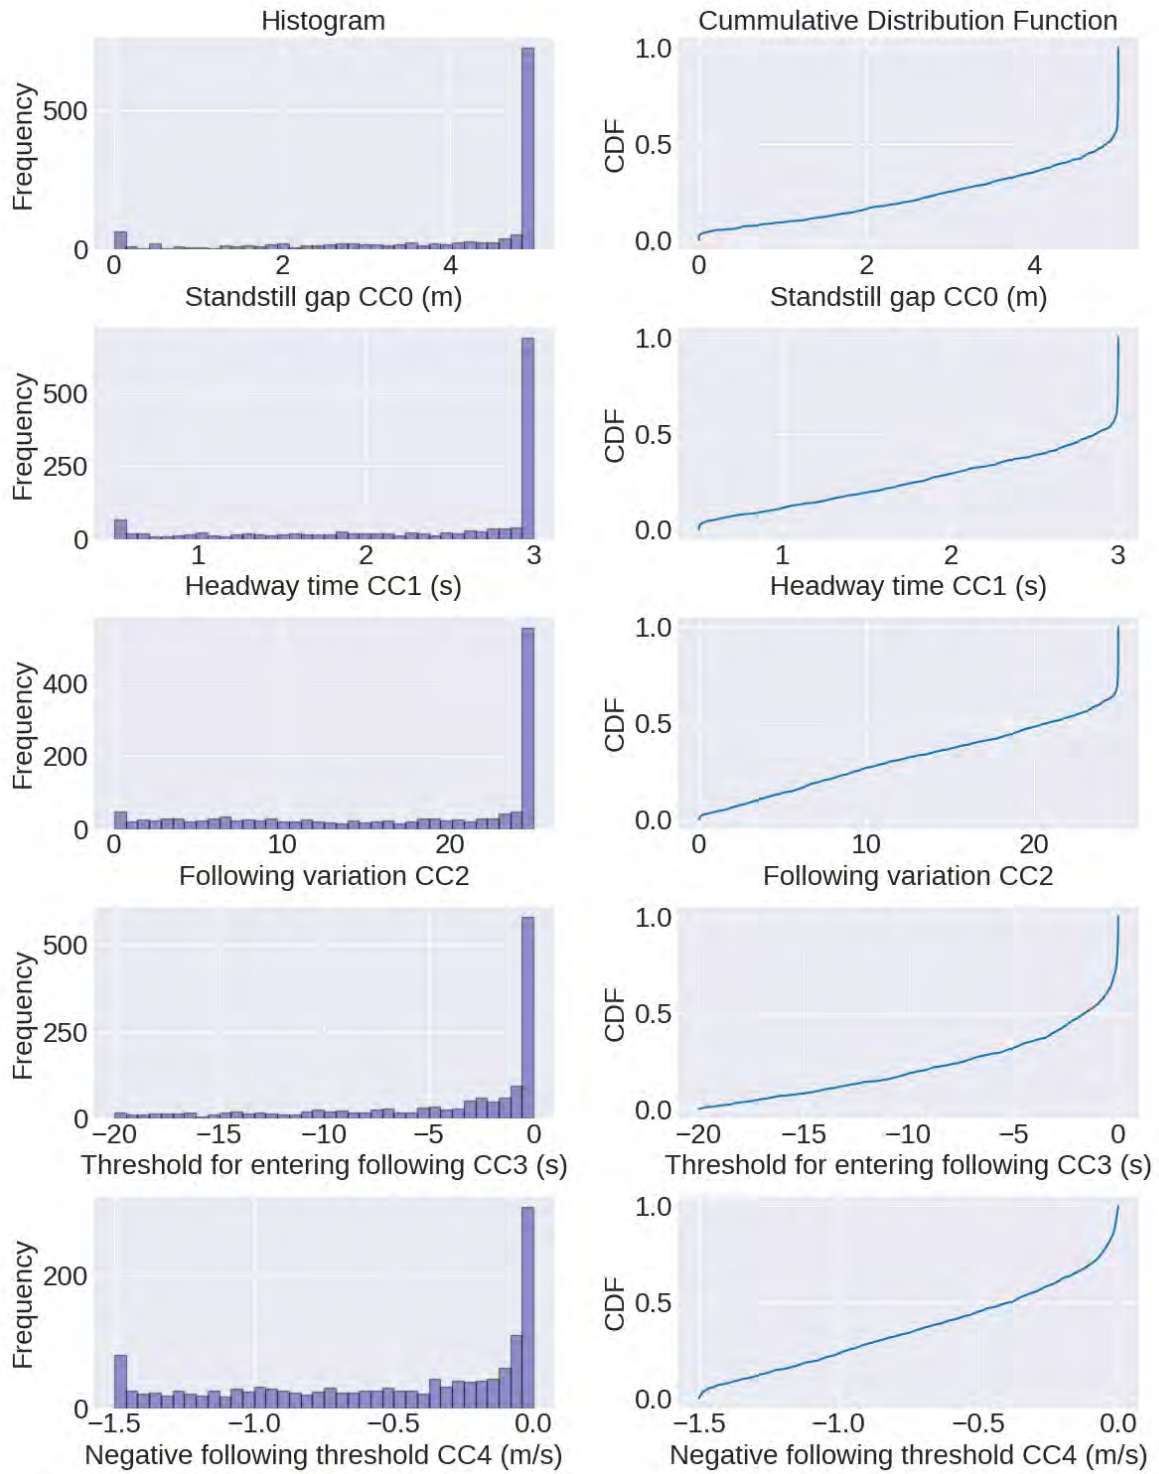 Histogram
Cummulative Distribution Function
Frequency
500
0
0 2 4
Standstill gap CC0 (m)
CDF
1.0
0.5
0.0
0 2 4
Standstill gap CC0 (m)
Frequency
500
250
0
1 2 3
Headway time CC1 (s)
CDF
1.0
0.5
0.0
1 2 3
Headway time CC1 (s)
Frequency
400
200
0
0 10 20
Following variation CC2
CDF
1.0
0.5
0.0
0 10 20
Following variation CC2
Frequency
500
250
0
−20 −15 −10 −5 0
Threshold for entering following CC3 (s)
CDF
1.0
0.5
0.0
−20 −15 −10 −5 0
Threshold for entering following CC3 (s)
Frequency
200
0
−1.5 −1.0 −0.5 0.0
Negative following threshold CC4 (m/s)
CDF
1.0
0.5
0.0
−1.5 −1.0 −0.5 0.0
Negative following threshold CC4 (m/s)